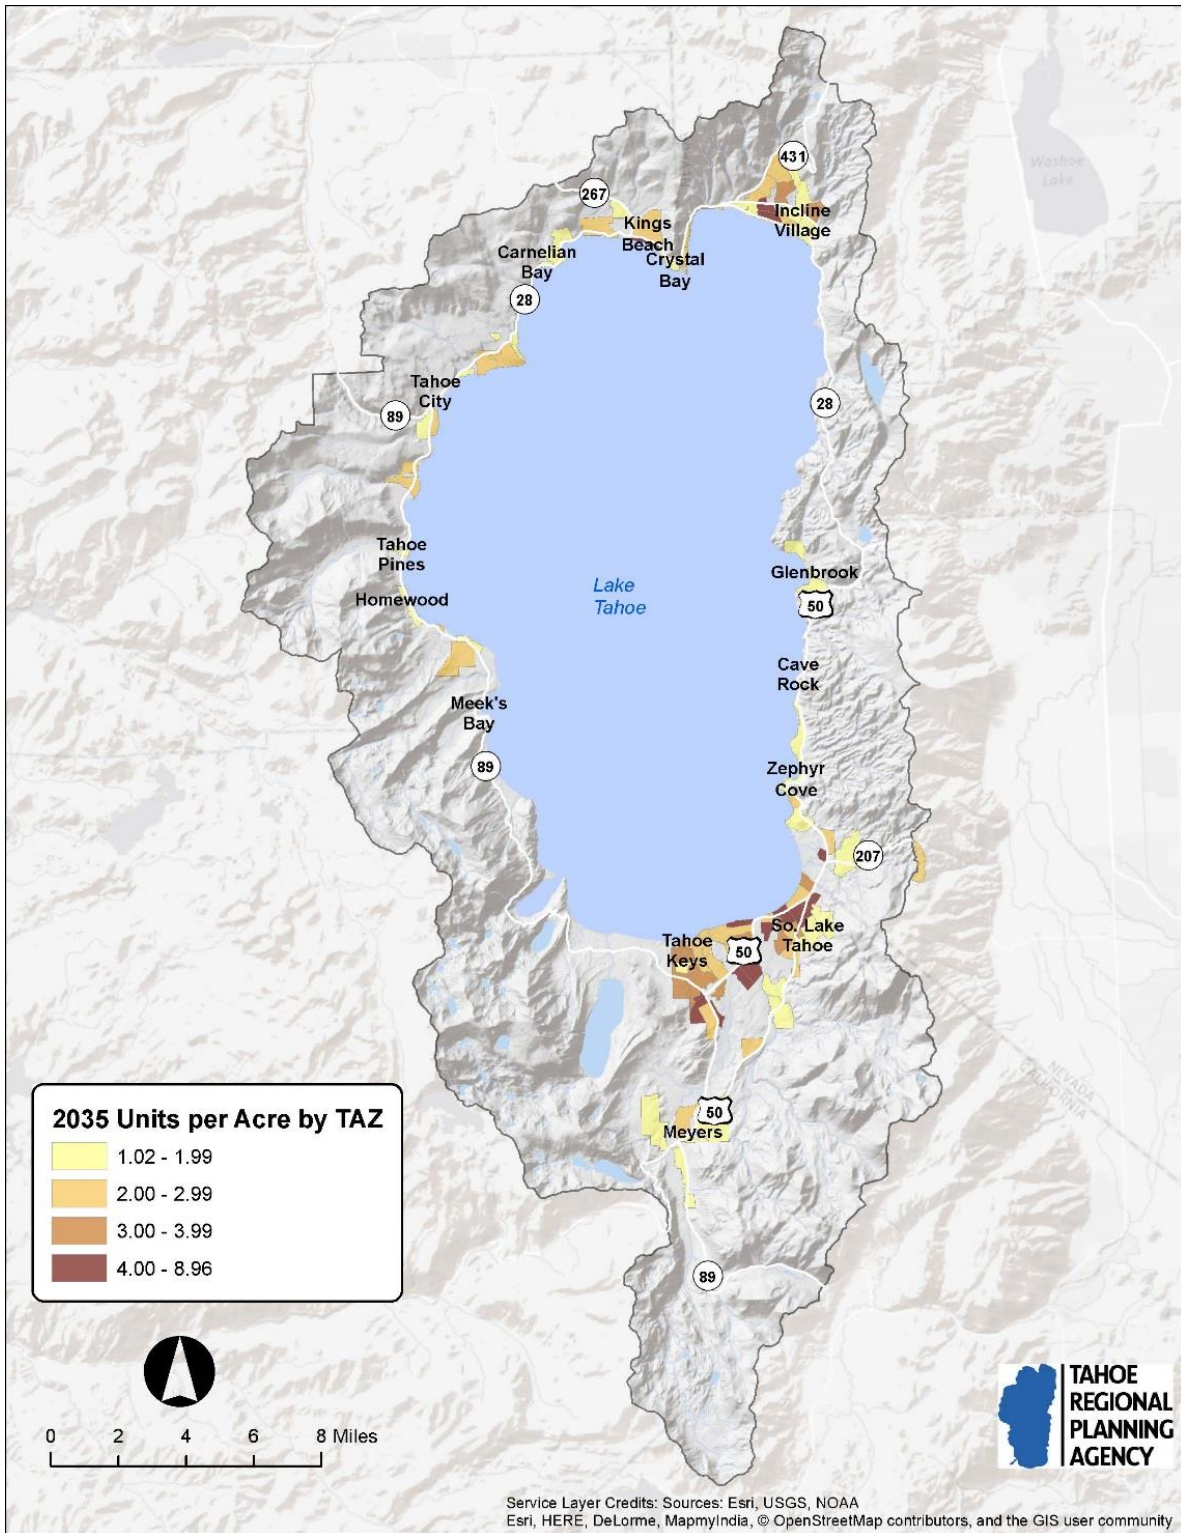 Washoe
Lake
431
267
Incline
Village
Kings
Beach
Carnelian
Bay
Crystal
Bay
28
Tahoe
City
89
28
Tahoe
Pines
Glenbrook
Lake
Tahoe
Homewood
50
Cave
Rock
Meek's
Bay
89
Zephyr
Cove
207
So. Lake
Tahoe
Tahoe
Keys
50
NEVADA
CALIFORNIA
50
Meyers
89
2035 Units per Acre by TAZ
1.02 - 1.99
2.00 - 2.99
3.00 - 3.99
4.00 - 8.96
0 2 4 6 8 Miles
TAHOE
REGIONAL
PLANNING
AGENCY
Service Layer Credits: Sources: Esri, USGS, NOAA
Esri, HERE, DeLorme, MapmyIndia, © OpenStreetMap contributors, and the GIS user community